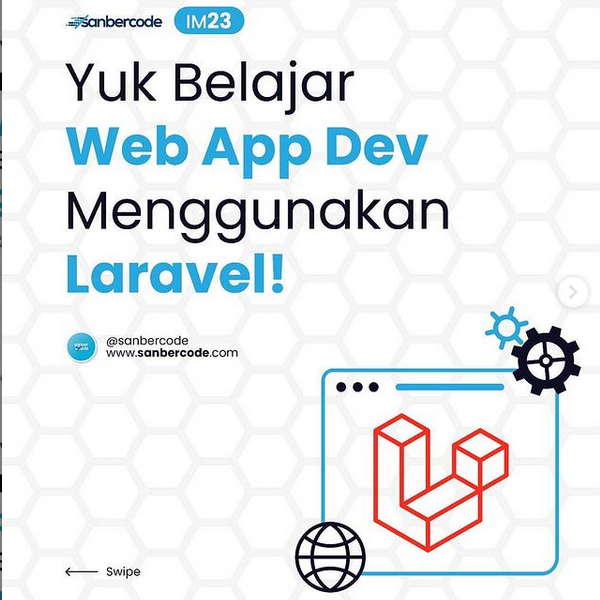 sanbercode IM23
Yuk Belajar
Web App Dev
Menggunakan
Laravel!
@sanbercode
www.sanbercode.com
Swipe